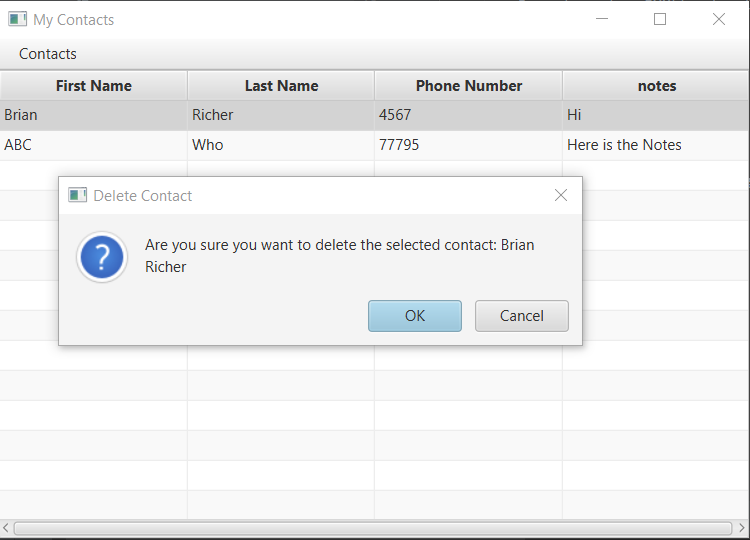 My Contacts
Contacts
First Name Last Name Phone Number notes
Brian Richer 4567 Hi
ABC Who 77795 Here is the Notes
Delete Contact
?
Are you sure you want to delete the selected contact: Brian
Richer
OK Cancel